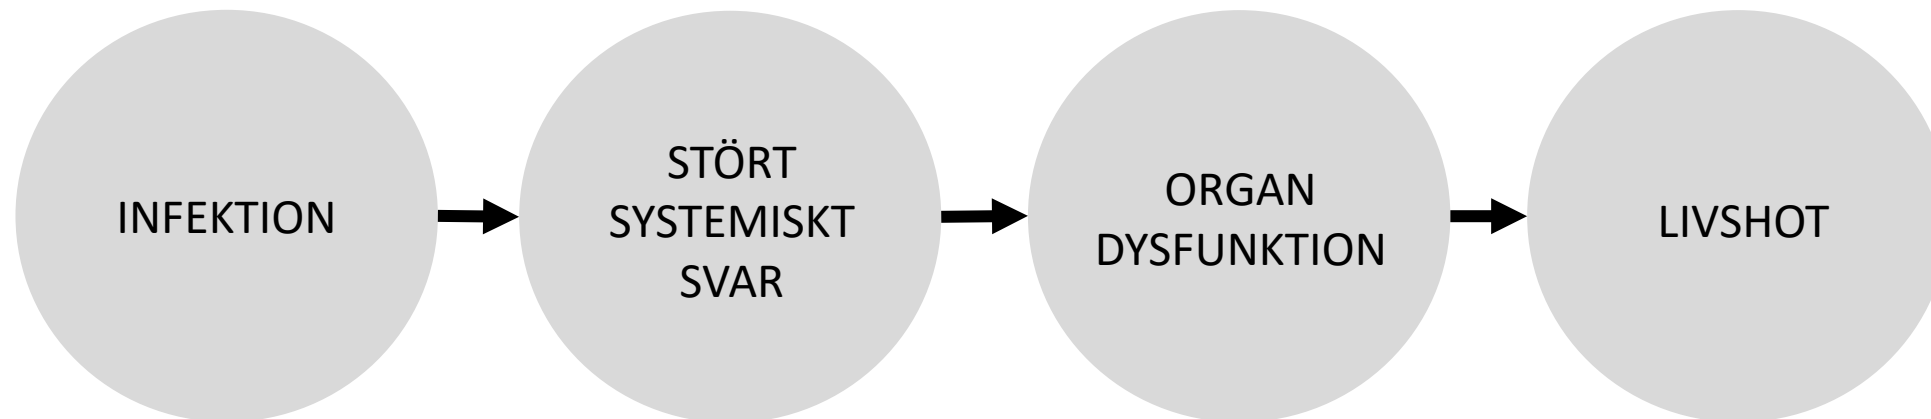 INFEKTION
STÖRT
SYSTEMISKT
SVAR
ORGAN
DYSFUNKTION
LIVSHOT